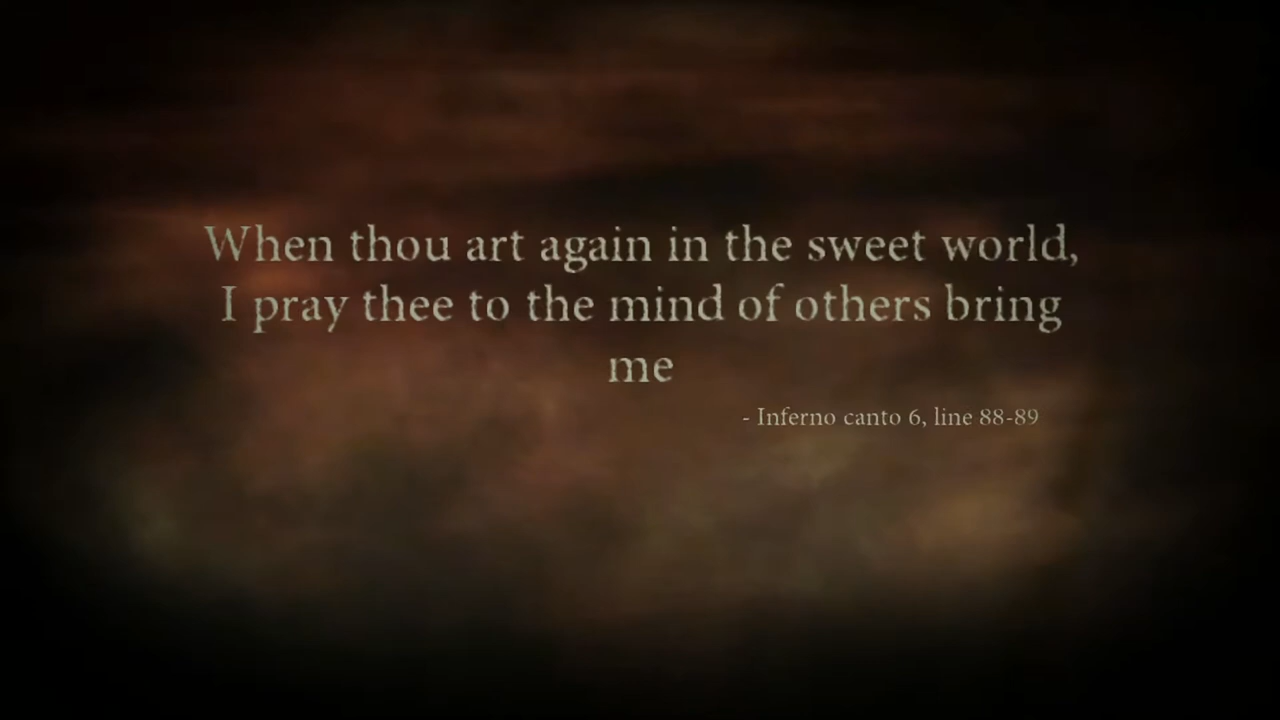 When thou art again in the sweet world,
I pray thee to the mind of others bring
me
- Inferno canto 6, line 88-89